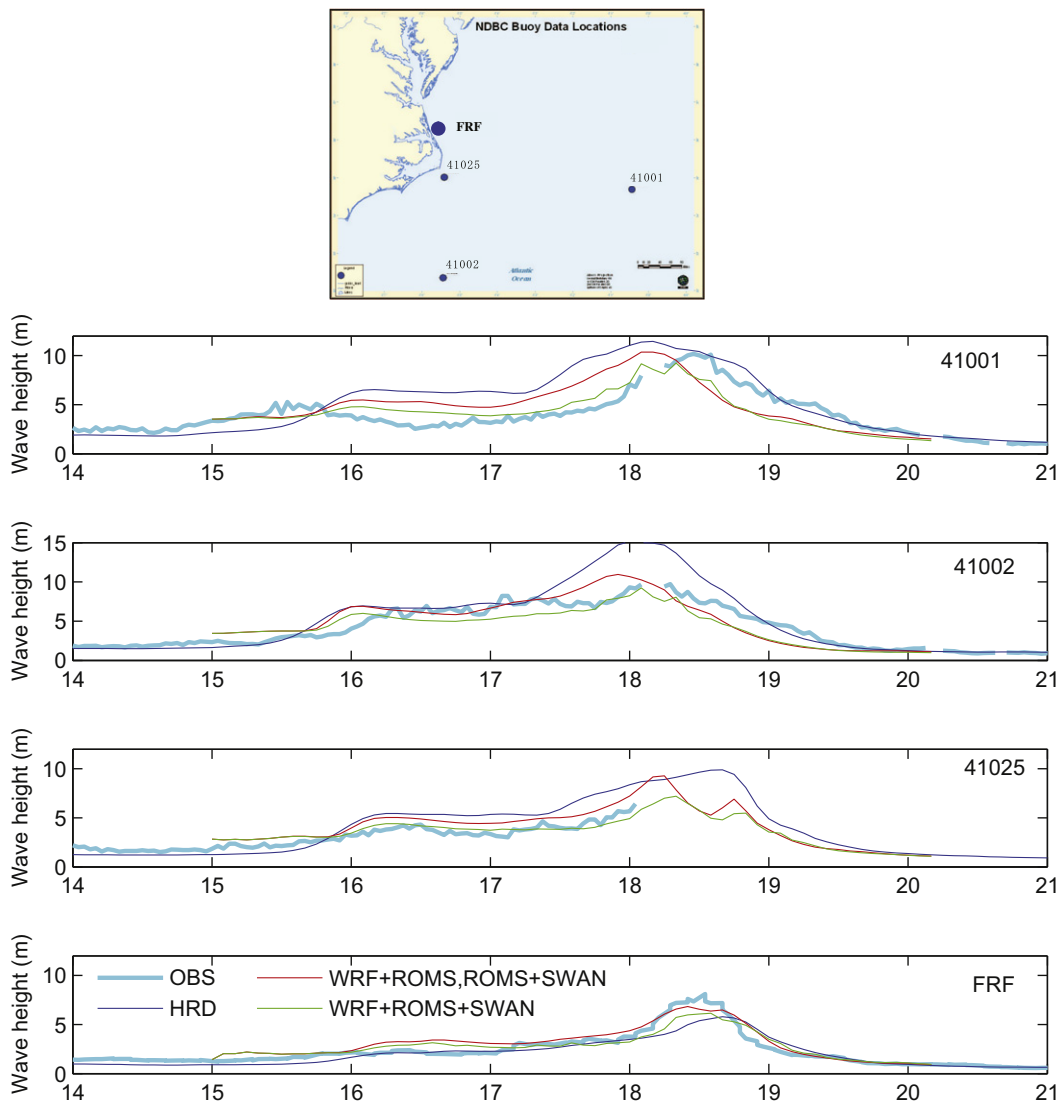 NDBC Buoy Data Locations
FRF
41025
41001
41002
Atlantic
Ocean
Wave height (m)
10
5
0
41001
14 15 16 17 18 19 20 21
Wave height (m)
15
10
5
0
41002
14 15 16 17 18 19 20 21
Wave height (m)
10
5
0
41025
14 15 16 17 18 19 20 21
Wave height (m)
10
5
0
OBS WRF+ROMS,ROMS+SWAN
HRD WRF+ROMS+SWAN
FRF
14 15 16 17 18 19 20 21